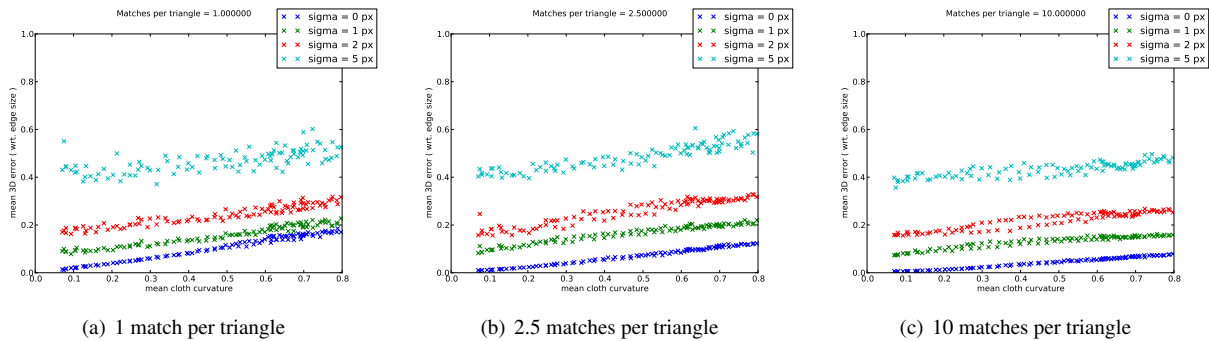 Matches per triangle = 1.000000
sigma = 0 px
sigma = 1 px
sigma = 2 px
sigma = 5 px
1.0
0.8
0.6
0.4
0.2
0.0
mean 3D error ( wrt. edge size )
0.0 0.1 0.2 0.3 0.4 0.5 0.6 0.7 0.8
mean cloth curvature
(a) 1 match per triangle
Matches per triangle = 2.500000
sigma = 0 px
sigma = 1 px
sigma = 2 px
sigma = 5 px
1.0
0.8
0.6
0.4
0.2
0.0
mean 3D error ( wrt. edge size )
0.0 0.1 0.2 0.3 0.4 0.5 0.6 0.7 0.8
mean cloth curvature
(b) 2.5 matches per triangle
Matches per triangle = 10.000000
sigma = 0 px
sigma = 1 px
sigma = 2 px
sigma = 5 px
1.0
0.8
0.6
0.4
0.2
0.0
mean 3D error ( wrt. edge size )
0.0 0.1 0.2 0.3 0.4 0.5 0.6 0.7 0.8
mean cloth curvature
(c) 10 matches per triangle